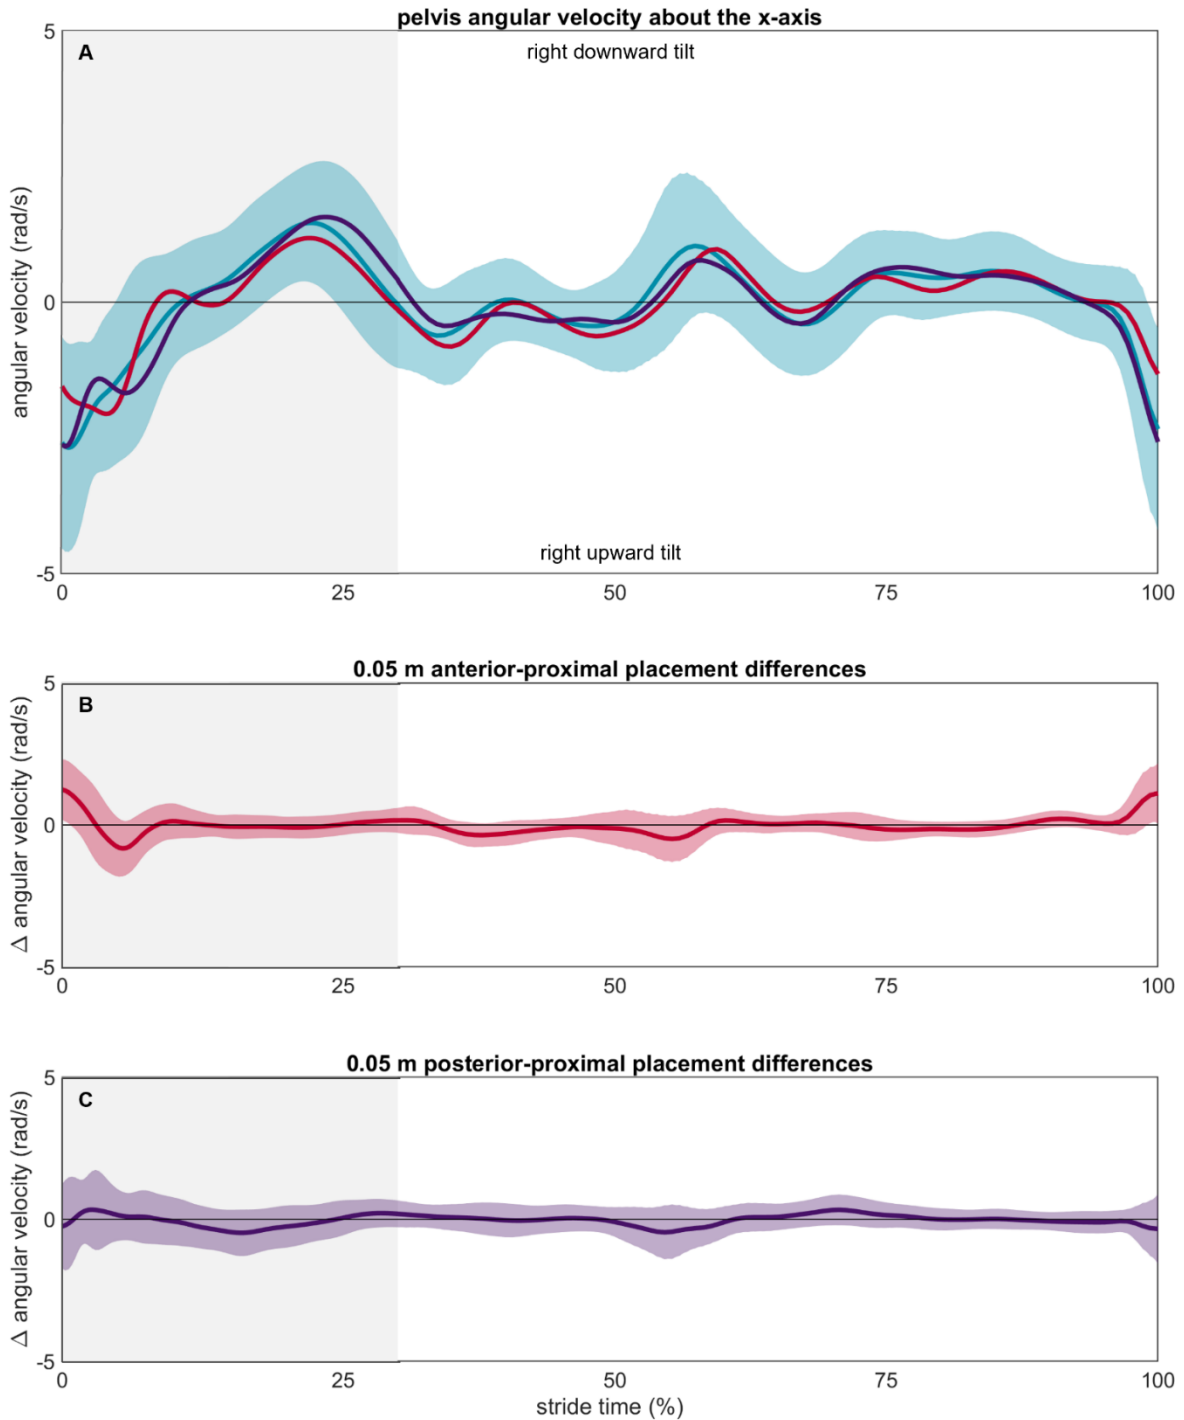 pelvis angular velocity about the x-axis
5
A
right downward tilt
angular velocity (rad/s)
0
right upward tilt
-5
0 25 50 75 100
0.05 m anterior-proximal placement differences
5
B
Δ angular velocity (rad/s)
0
-5
0 25 50 75 100
0.05 m posterior-proximal placement differences
5
C
Δ angular velocity (rad/s)
0
-5
0 25 50 75 100
stride time (%)